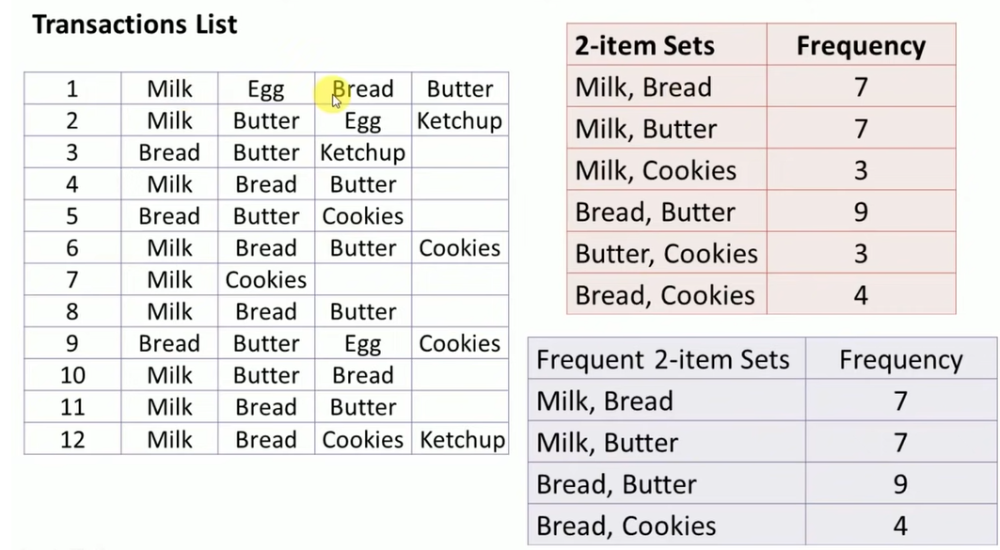 Transactions List
1 Milk Egg Bread Butter
2 Milk Butter Egg Ketchup
3 Bread Butter Ketchup
4 Milk Bread Butter
5 Bread Butter Cookies
6 Milk Bread Butter Cookies
7 Milk Cookies
8 Milk Bread Butter
9 Bread Butter Egg Cookies
10 Milk Butter Bread
11 Milk Bread Butter
12 Milk Bread Cookies Ketchup
2-item Sets Frequency
Milk, Bread 7
Milk, Butter 7
Milk, Cookies 3
Bread, Butter 9
Butter, Cookies 3
Bread, Cookies 4
Frequent 2-item Sets Frequency
Milk, Bread 7
Milk, Butter 7
Bread, Butter 9
Bread, Cookies 4